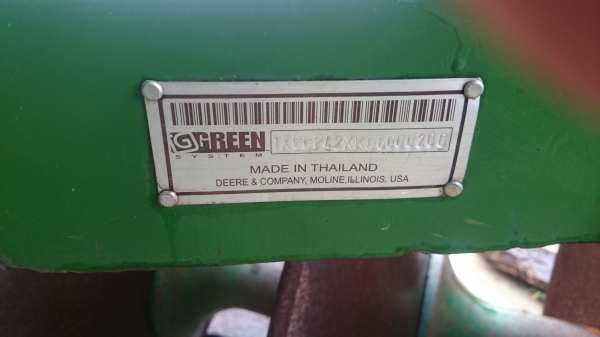 GREEN
SYSTEM
MADE IN THAILAND
DEERE & COMPANY, MOLINE, ILLINOIS, USA